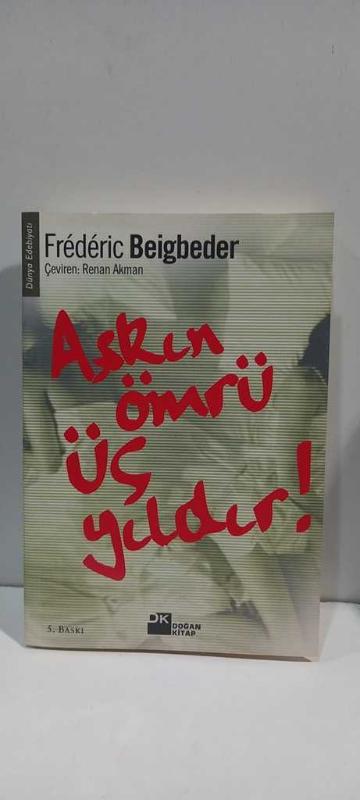 Dünya Edebiyatı
Frédéric Beigbeder
Çeviren: Renan Akman
Aşkın
ömrü
üç
yıldır!
5. BASKI
DK
DOĞAN
KİTAP